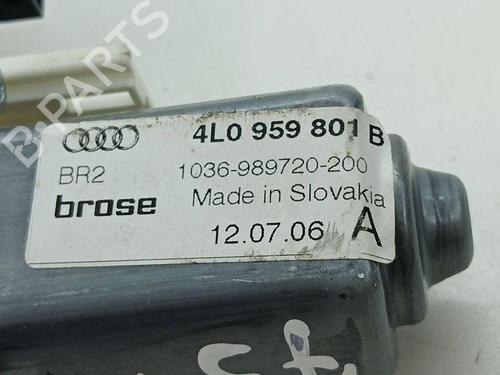 B-PARTS
4L0 959 801 B
BR2 1036-989720-200
brose Made in Slovakia
12.07.06 A